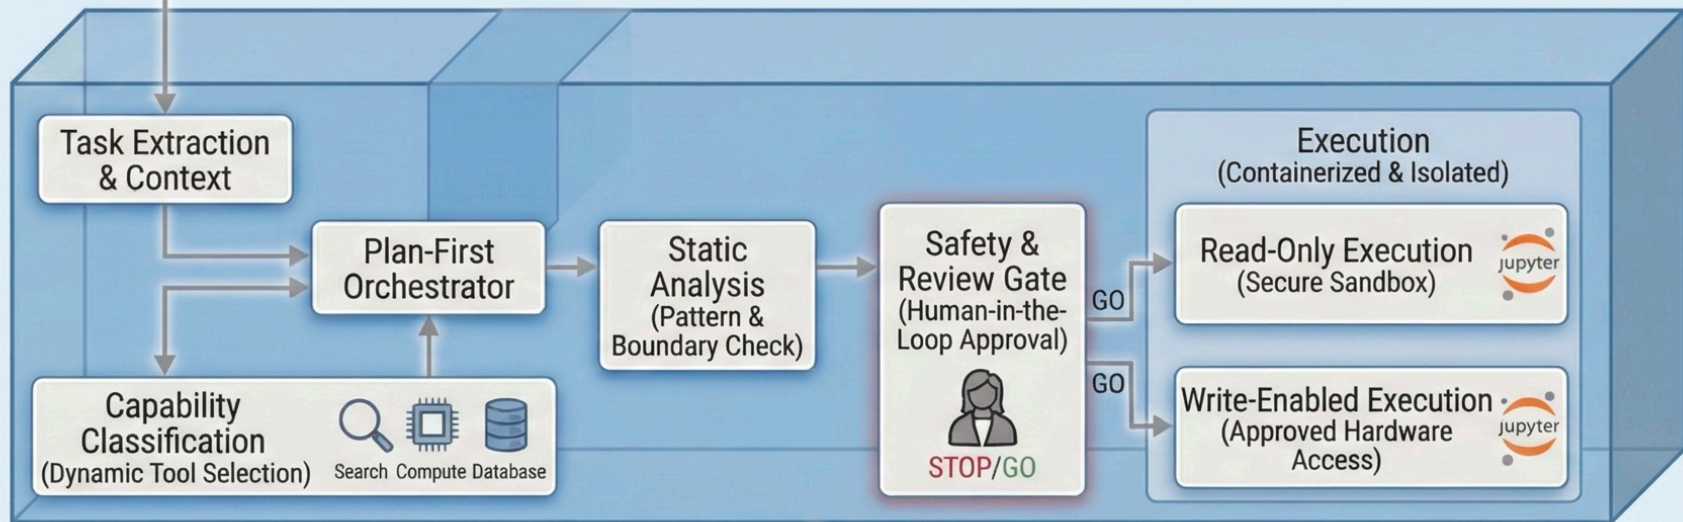 Task Extraction
& Context
Plan-First
Orchestrator
Capability
Classification
(Dynamic Tool Selection)
Search Compute Database
Static
Analysis
(Pattern &
Boundary Check)
Safety &
Review Gate
(Human-in-the-
Loop Approval)
STOP/GO
GO
GO
Execution
(Containerized & Isolated)
Read-Only Execution
(Secure Sandbox)
jupyter
Write-Enabled Execution
(Approved Hardware
Access)
jupyter